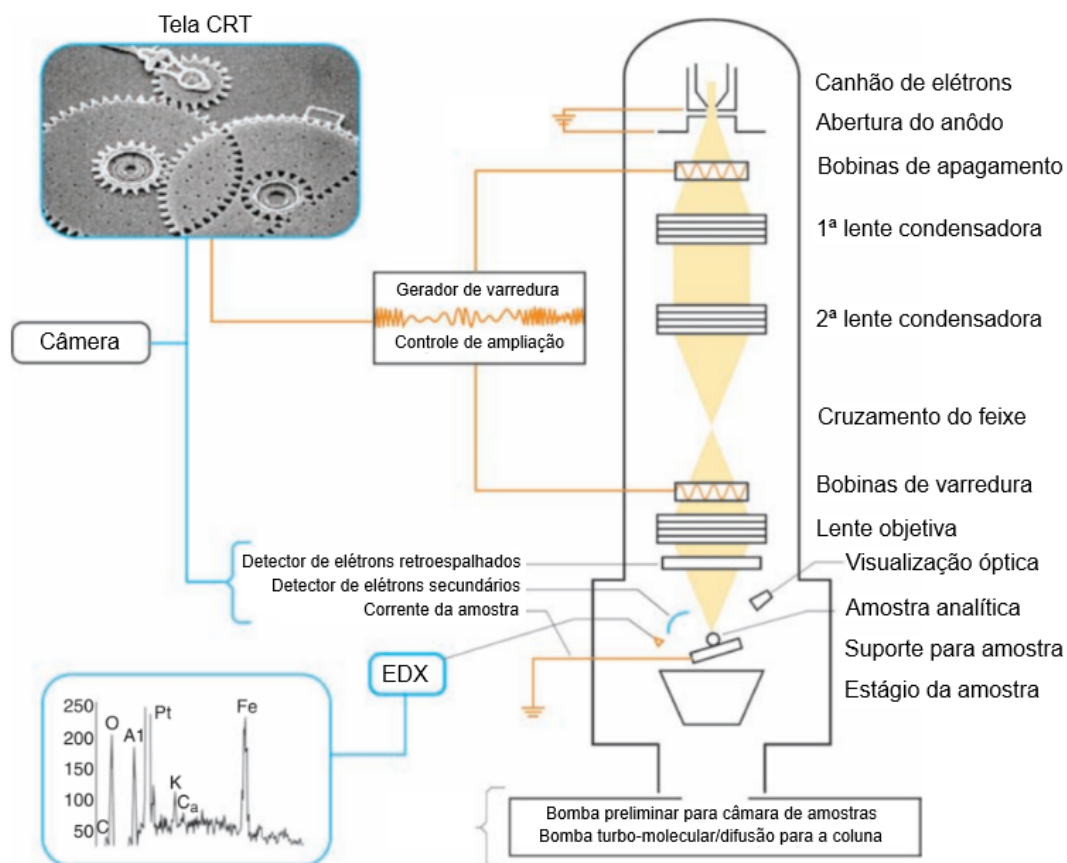 Tela CRT
Canhão de elétrons
Abertura do anôdo
Bobinas de apagamento
1ª lente condensadora
Gerador de varredura
Controle de ampliação
2ª lente condensadora
Câmera
Cruzamento do feixe
Bobinas de varredura
Lente objetiva
Detector de elétrons retroespalhados
Detector de elétrons secundários
Corrente da amostra
Visualização óptica
Amostra analítica
Suporte para amostra
Estágio da amostra
EDX
250
200
150
100
50
C
O
A1
Pt
K
Ca
Fe
Bomba preliminar para câmara de amostras
Bomba turbo-molecular/difusão para a coluna